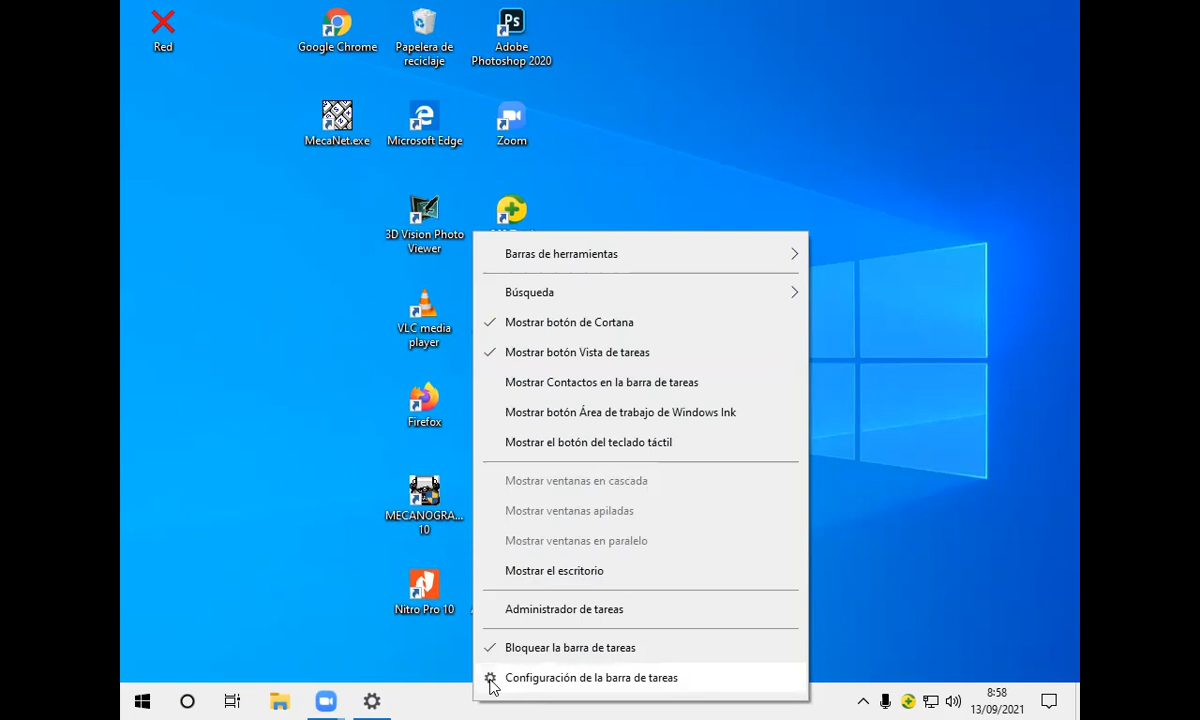 Red
Google Chrome
Papelera de
reciclaje
Adobe
Photoshop 2020
MecaNet.exe
Microsoft Edge
Zoom
3D Vision Photo
Viewer
VLC media
player
Firefox
MECANOGRA...
10
Nitro Pro 10
Barras de herramientas
Búsqueda
Mostrar botón de Cortana
Mostrar botón Vista de tareas
Mostrar Contactos en la barra de tareas
Mostrar botón Área de trabajo de Windows Ink
Mostrar el botón del teclado táctil
Mostrar ventanas en cascada
Mostrar ventanas apiladas
Mostrar ventanas en paralelo
Mostrar el escritorio
Administrador de tareas
Bloquear la barra de tareas
Configuración de la barra de tareas
8:58
13/09/2021